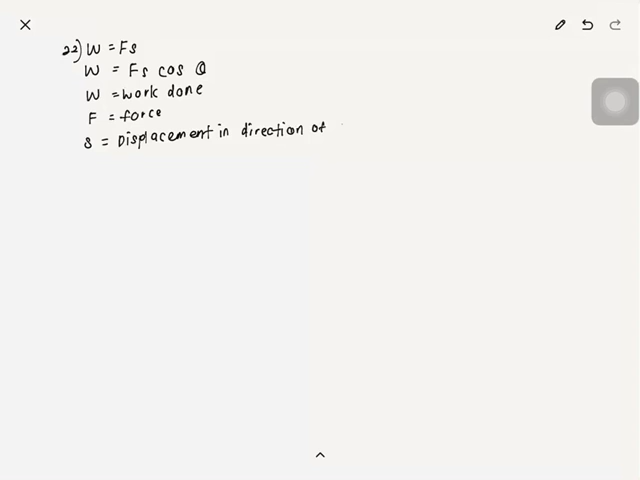 22) W = Fs
W = Fs cos θ
W = work done
F = force
s = Displacement in direction of